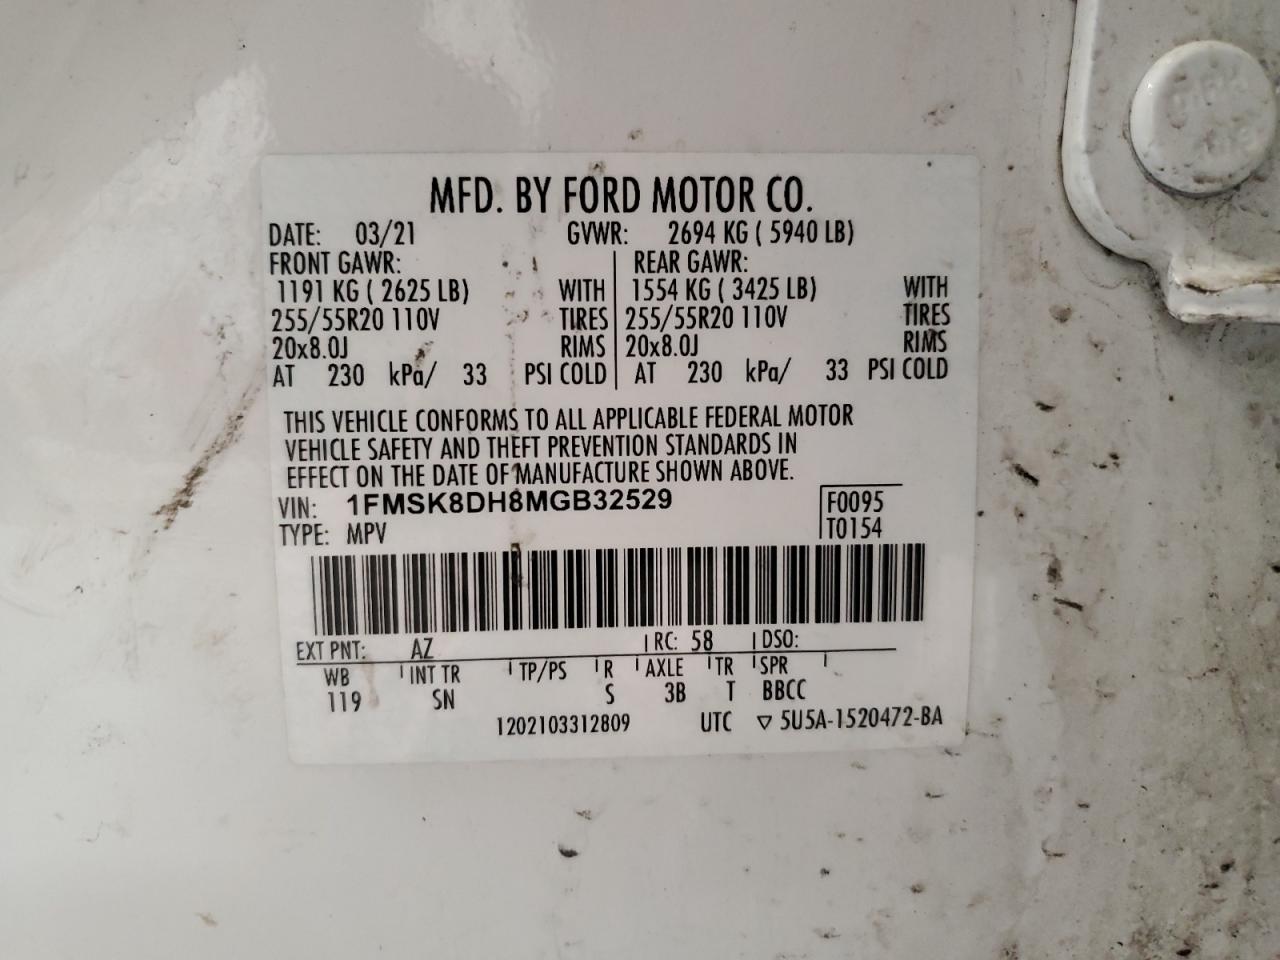 MFD. BY FORD MOTOR CO.
DATE: 03/21 GVWR: 2694 KG ( 5940 LB)
FRONT GAWR: REAR GAWR:
1191 KG ( 2625 LB) WITH 1554 KG ( 3425 LB) WITH
255/55R20 110V TIRES 255/55R20 110V TIRES
20x8.0J RIMS 20x8.0J RIMS
AT 230 kPa/ 33 PSI COLD AT 230 kPa/ 33 PSI COLD
THIS VEHICLE CONFORMS TO ALL APPLICABLE FEDERAL MOTOR
VEHICLE SAFETY AND THEFT PREVENTION STANDARDS IN
EFFECT ON THE DATE OF MANUFACTURE SHOWN ABOVE.
VIN: 1FMSK8DH8MGB32529 F0095
TYPE: MPV T0154
EXT PNT: AZ RC: 58 DSO:
WB INT TR TP/PS R AXLE TR SPR
119 SN S 3B T BBCC
1202103312809 UTC ▽ 5U5A-1520472-BA